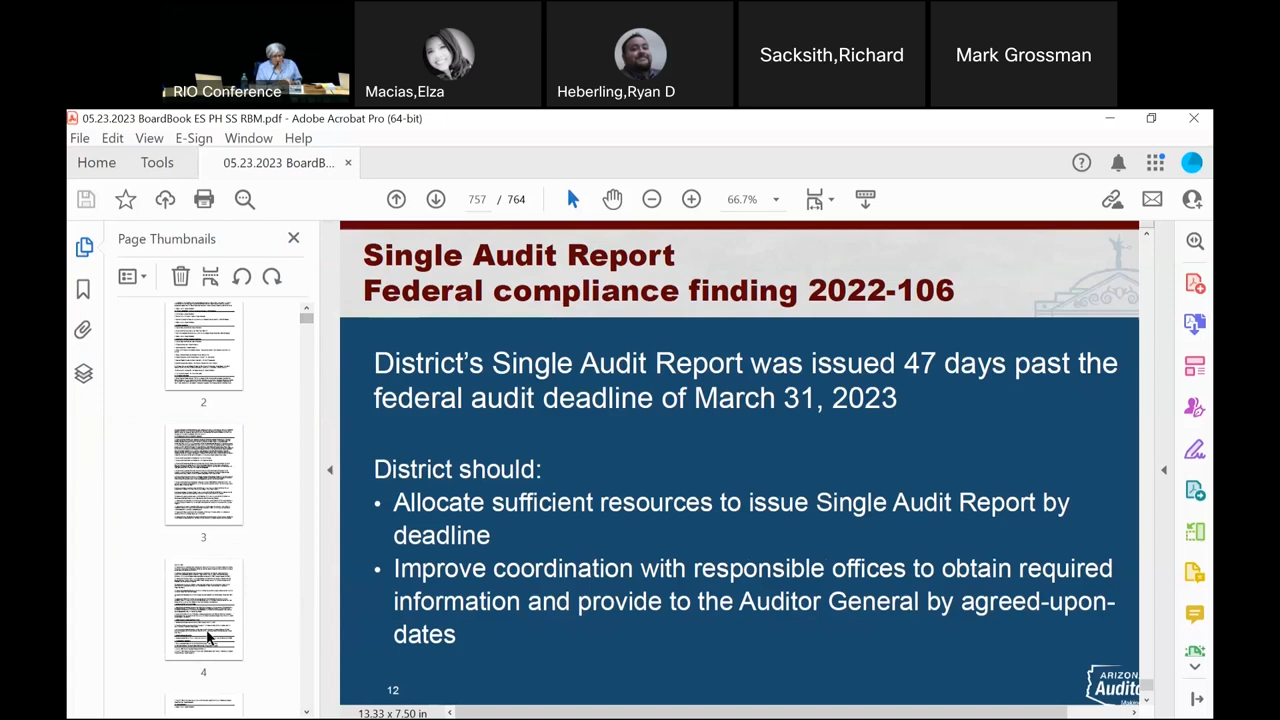 RIO Conference
Macias,Elza
Heberling,Ryan D
Sacksith,Richard
Mark Grossman
05.23.2023 BoardBook ES PH SS RBM.pdf - Adobe Acrobat Pro (64-bit)
File Edit View E-Sign Window Help
Home Tools 05.23.2023 BoardB... ×
757 / 764 66.7%
Page Thumbnails
2
3
4
Single Audit Report
Federal compliance finding 2022-106
District's Single Audit Report was issued 47 days past the
federal audit deadline of March 31, 2023
District should:
• Allocate sufficient resources to issue Single Audit Report by
deadline
• Improve coordination with responsible offices to obtain required
information and provide to the Auditor General by agreed-upon-
dates
12
ARIZON
Audito
13.33 x 7.50 in